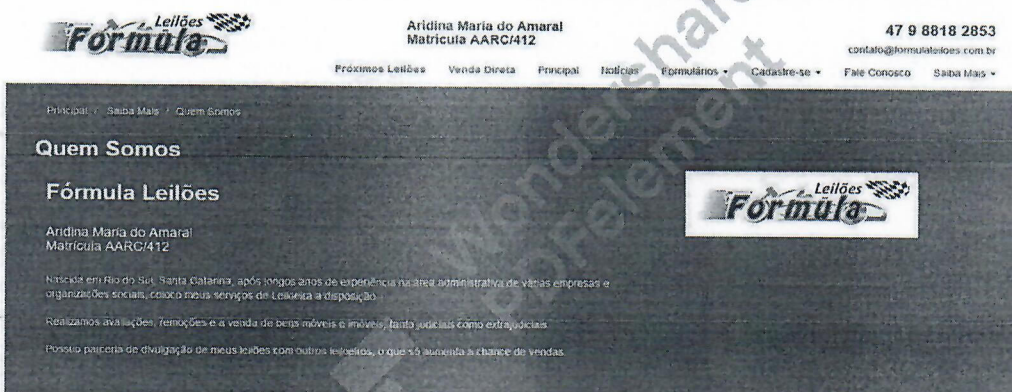 Leilões
Fórmula
Aridina Maria do Amaral
Matrícula AARC/412
47 9 8818 2853
contato@formulaleiloes.com.br
Próximos Leilões Venda Direta Principal Notícias Formulários Cadastre-se Fale Conosco Saiba Mais
Principal / Saiba Mais / Quem Somos
Quem Somos
Fórmula Leilões
Leilões
Fórmula
Aridina Maria do Amaral
Matrícula AARC/412
Nascida em Rio do Sul, Santa Catarina, após longos anos de experiência na área administrativa de várias empresas e
organizações sociais, coloco meus serviços de Leiloeira a disposição.
Realizamos avaliações, remoções e a venda de bens móveis e imóveis, tanto judiciais como extrajudiciais.
Possuo parceria de divulgação de meus leilões com outros leiloeiros, o que só aumenta a chance de vendas.
Wondershare
PDFelement